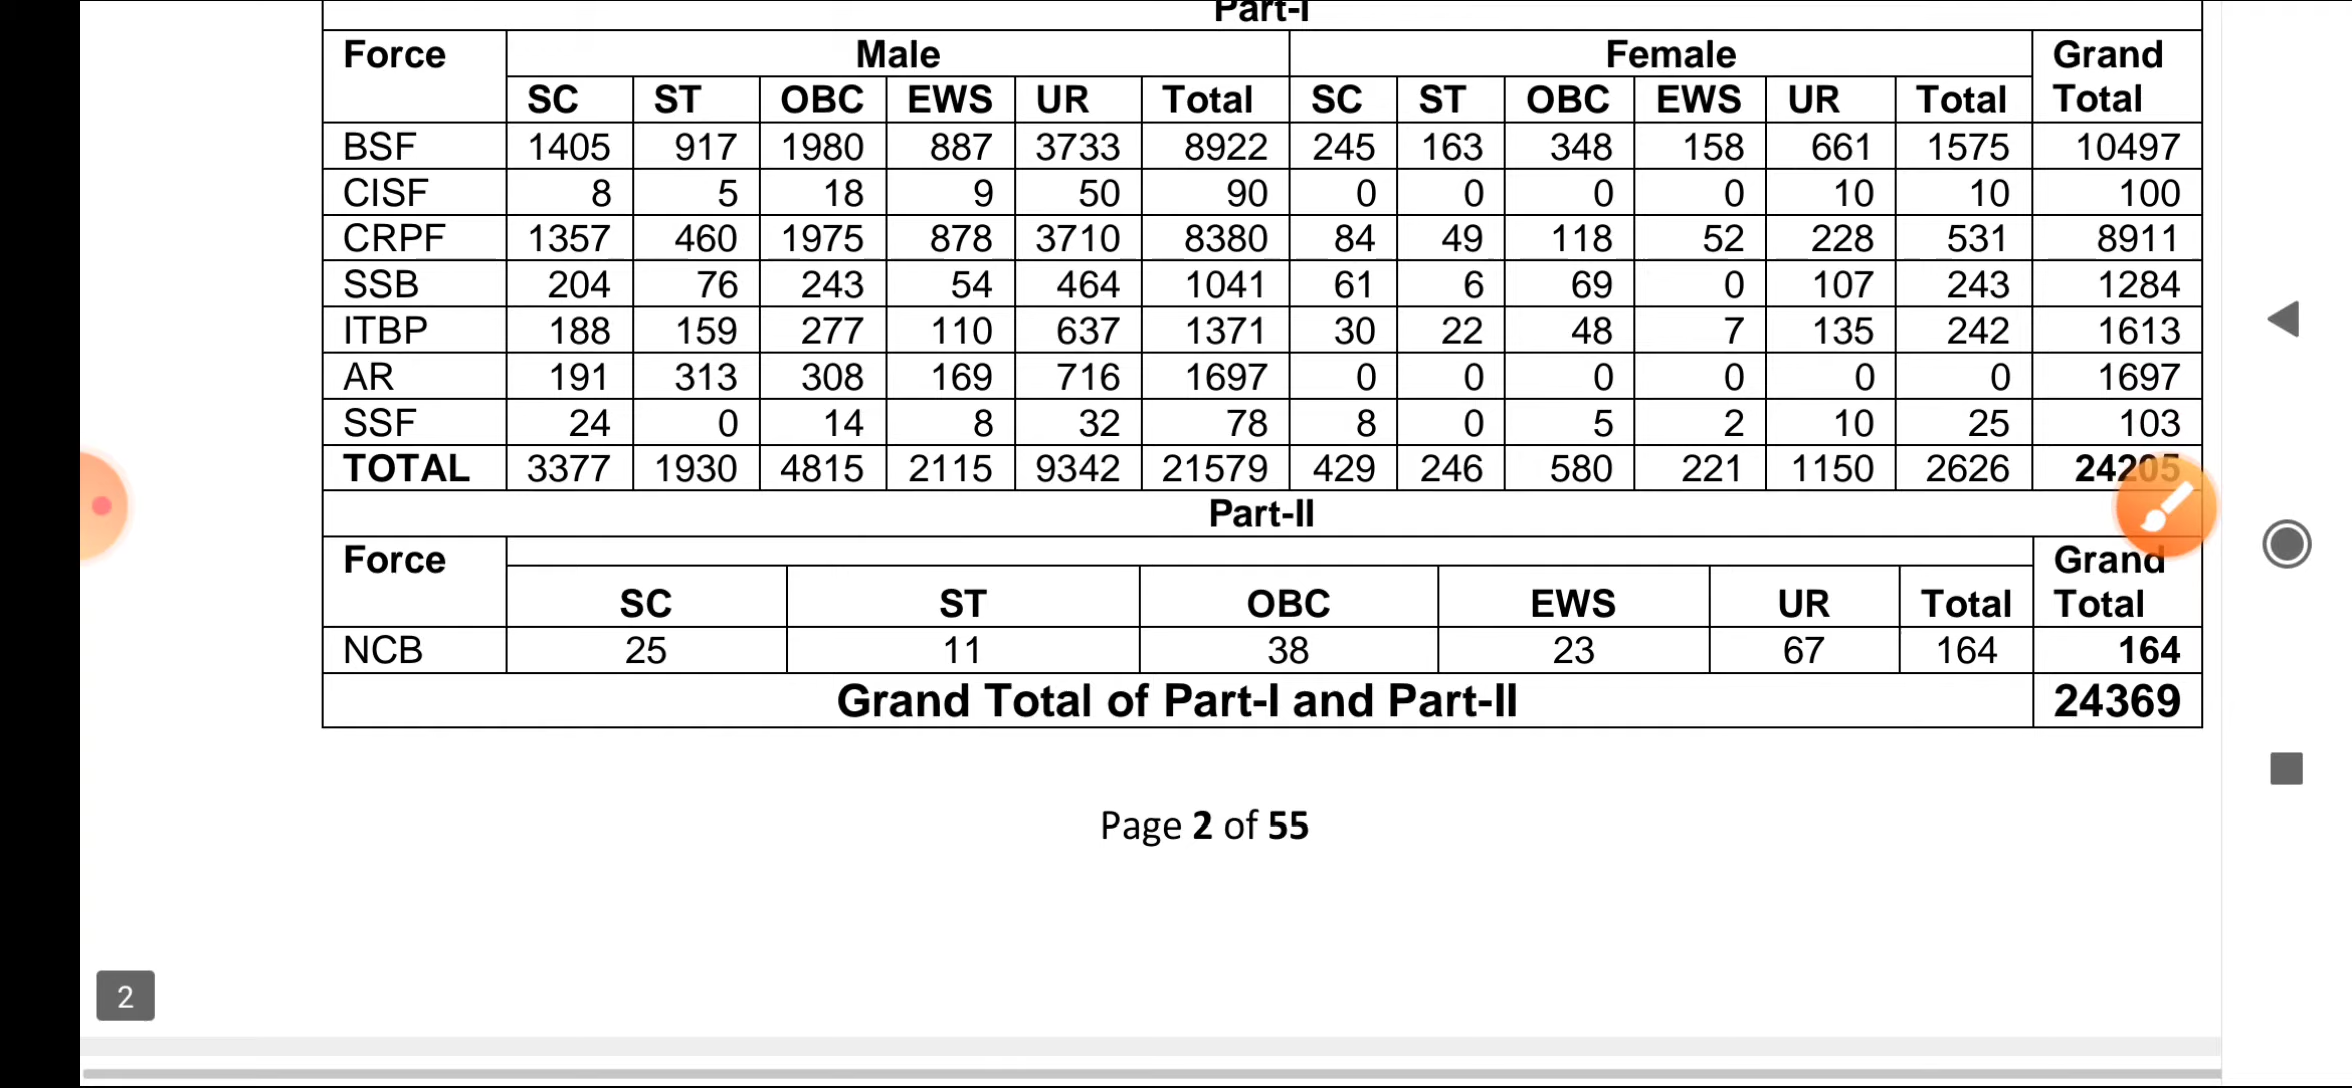 Part-I
Force Male Female Grand Total
SC ST OBC EWS UR Total SC ST OBC EWS UR Total
BSF 1405 917 1980 887 3733 8922 245 163 348 158 661 1575 10497
CISF 8 5 18 9 50 90 0 0 0 0 10 10 100
CRPF 1357 460 1975 878 3710 8380 84 49 118 52 228 531 8911
SSB 204 76 243 54 464 1041 61 6 69 0 107 243 1284
ITBP 188 159 277 110 637 1371 30 22 48 7 135 242 1613
AR 191 313 308 169 716 1697 0 0 0 0 0 0 1697
SSF 24 0 14 8 32 78 8 0 5 2 10 25 103
TOTAL 3377 1930 4815 2115 9342 21579 429 246 580 221 1150 2626 24205
Part-II
Force Grand Total
SC ST OBC EWS UR Total
NCB 25 11 38 23 67 164 164
Grand Total of Part-I and Part-II 24369
Page 2 of 55
2